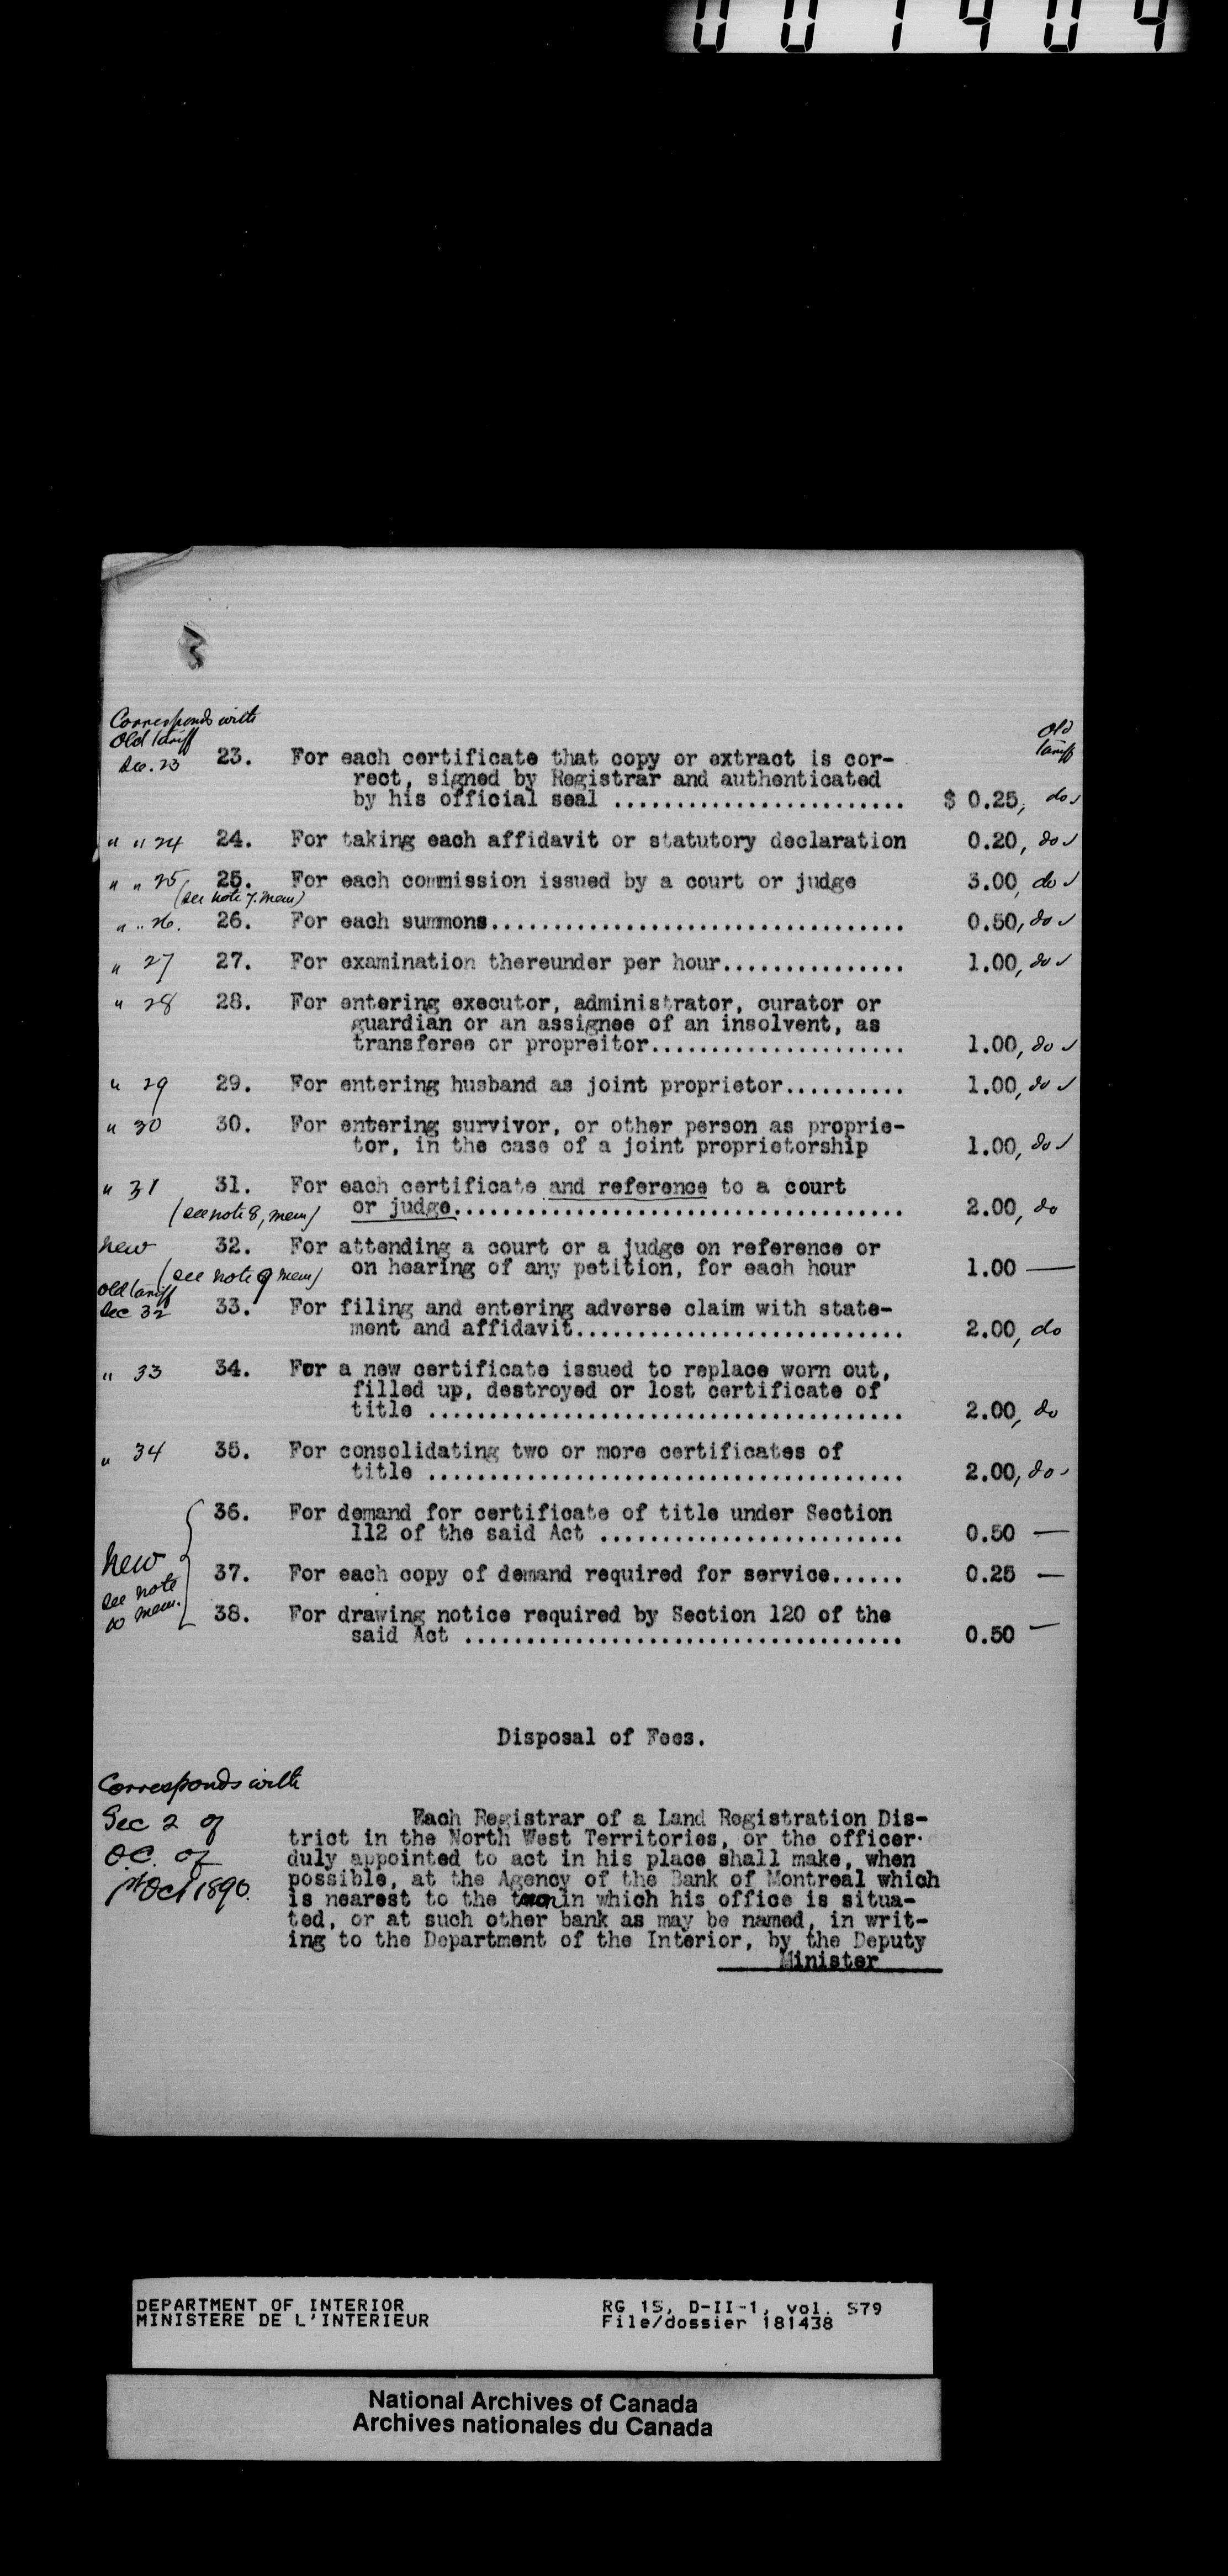 001404
3
Corresponds with
Old tariff
Old
tariff
Sec. 23 23. For each certificate that copy or extract is cor-
rect, signed by Registrar and authenticated
by his official seal ........................ $ 0.25, do ✓
" " 24 24. For taking each affidavit or statutory declaration 0.20, do ✓
" " 25 25. For each commission issued by a court or judge 3.00, do ✓
(see note 7. mem)
" " 26. 26. For each summons.................................. 0.50, do ✓
" 27 27. For examination thereunder per hour............... 1.00, do ✓
" 28 28. For entering executor, administrator, curator or
guardian or an assignee of an insolvent, as
transferee or propreitor..................... 1.00, do ✓
" 29 29. For entering husband as joint proprietor.......... 1.00, do ✓
" 30 30. For entering survivor, or other person as proprie-
tor, in the case of a joint proprietorship 1.00, do ✓
" 31 31. For each certificate and reference to a court
(see note 8, mem) or judge..................................... 2.00, do
new 32. For attending a court or a judge on reference or
(see note 9 mem) on hearing of any petition, for each hour 1.00 —
old tariff
Sec 32 33. For filing and entering adverse claim with state-
ment and affidavit........................... 2.00, do
" 33 34. For a new certificate issued to replace worn out,
filled up, destroyed or lost certificate of
title ....................................... 2.00, do
" 34 35. For consolidating two or more certificates of
title ....................................... 2.00, do ✓
36. For demand for certificate of title under Section
112 of the said Act ......................... 0.50 —
new
see note
10 mem.
37. For each copy of demand required for service...... 0.25 —
38. For drawing notice required by Section 120 of the
said Act .................................... 0.50 —
Disposal of Fees.
Corresponds with
Sec 2 of
O.C. of
1st Oct 1890.
Each Registrar of a Land Registration Dis-
trict in the North West Territories, or the officer
duly appointed to act in his place shall make, when
possible, at the Agency of the Bank of Montreal which
is nearest to the town in which his office is situa-
ted, or at such other bank as may be named, in writ-
ing to the Department of the Interior, by the Deputy
Minister
DEPARTMENT OF INTERIOR
MINISTERE DE L'INTERIEUR
RG 15, D-II-1, vol. 579
File/dossier 181438
National Archives of Canada
Archives nationales du Canada